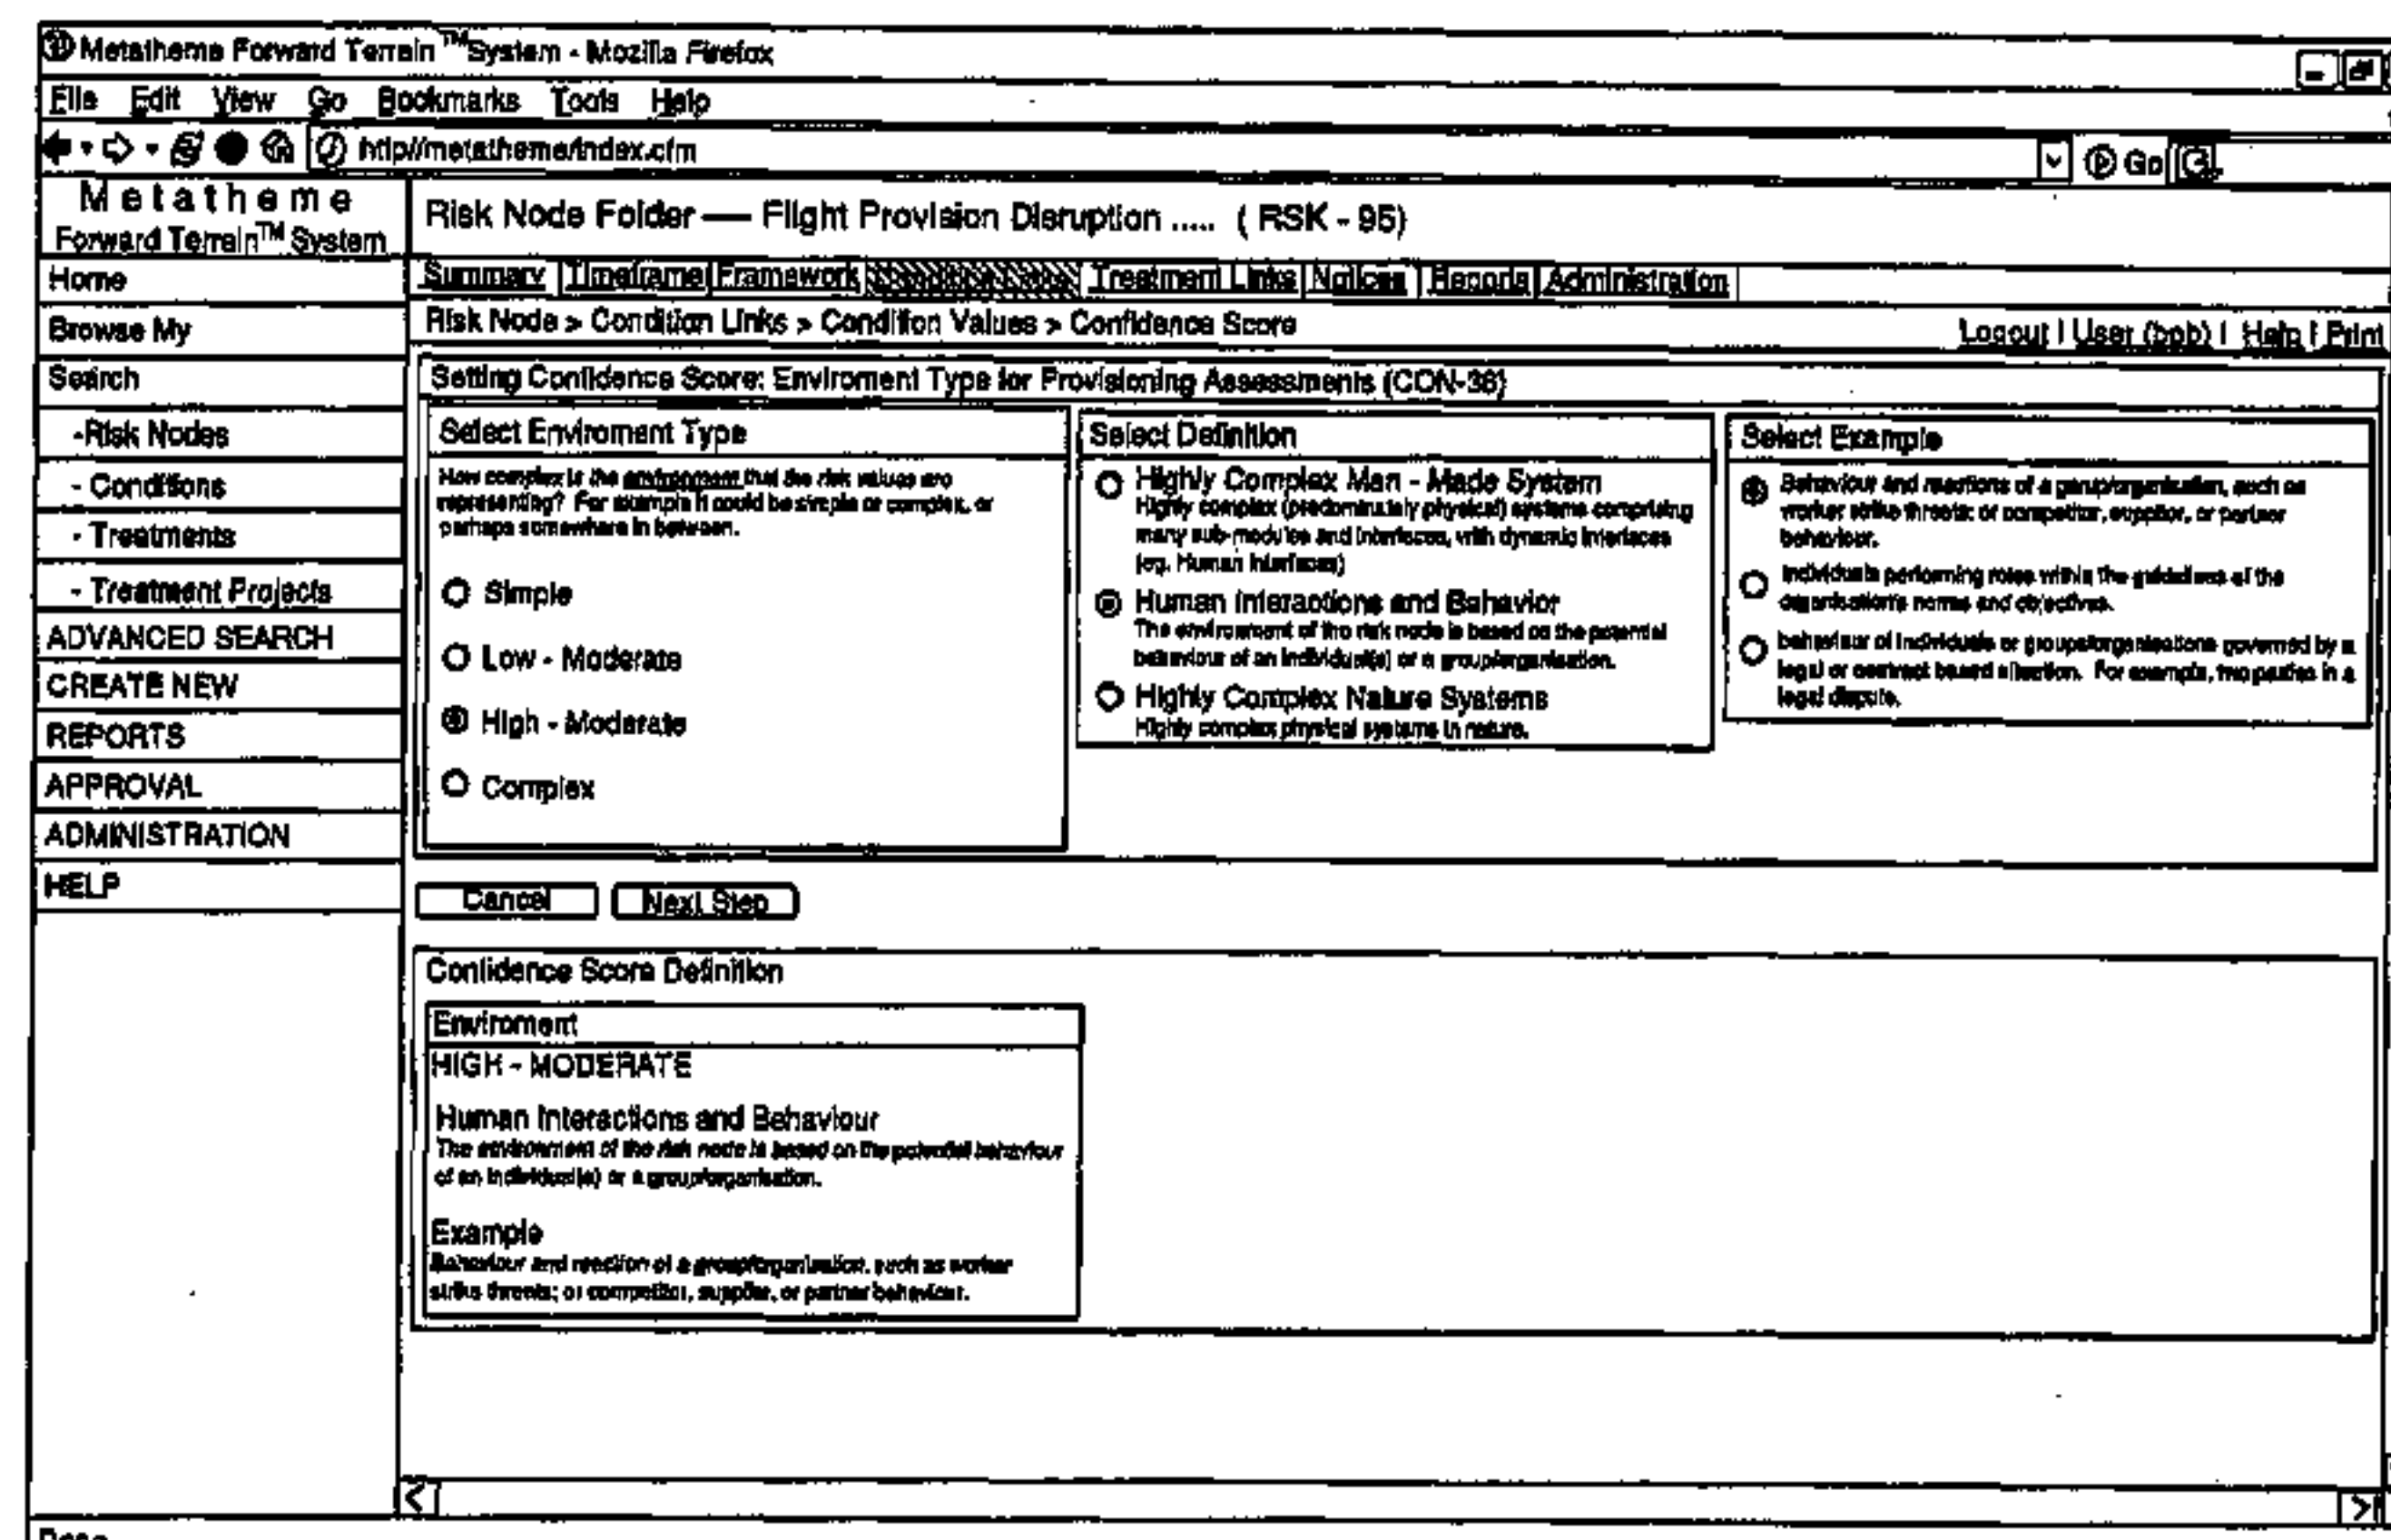 Metatheme Forward Terrain™ System - Mozilla Firefox
File Edit View Go Bookmarks Tools Help
http//metatheme/index.cfm Go
Metatheme
Forward Terrain™ System
Home
Browse My
Search
-Risk Nodes
- Conditions
- Treatments
- Treatment Projects
ADVANCED SEARCH
CREATE NEW
REPORTS
APPROVAL
ADMINISTRATION
HELP
Risk Node Folder — Flight Provision Disruption ..... ( RSK - 95)
Summary Timeframe Framework Treatment Links Notices Reports Administration
Risk Node > Condition Links > Condition Values > Confidence Score
Logout | User (bob) | Help | Print
Setting Confidence Score: Enviroment Type for Provisioning Assessments (CON-36)
Select Enviroment Type
How complex is the environment that the risk values are
representing? For example it could be simple or complex, or
perhaps somewhere in between.
Simple
Low - Moderate
High - Moderate
Complex
Select Definition
Highly Complex Man - Made System
Highly complex (predominately physical) systems comprising
many sub-modules and interfaces, with dynamic interfaces
(eg. Human interfaces)
Human Interactions and Behavior
The environment of the risk node is based on the potential
behaviour of an individual(s) or a group/organisation.
Highly Complex Nature Systems
Highly complex physical systems in nature.
Select Example
Behaviour and reactions of a garup/organisation, such as
worker strike threats: or competitor, supplier, or partner
behaviour.
Individuals performing roles within the guidelines of the
organisation's norms and objectives.
behaviour of individuals or groups/organisations governed by a
legal or contract based situation. For example, two parties in a
legal dispute.
Cancel Next Step
Confidence Score Definition
Enviroment
HIGH - MODERATE
Human Interactions and Behaviour
The environment of the risk node is based on the potential behaviour
of an individual(s) or a group/organisation.
Example
Behaviour and reaction of a group/organisation, such as worker
strike threats; or competitor, supplier, or partner behaviour.